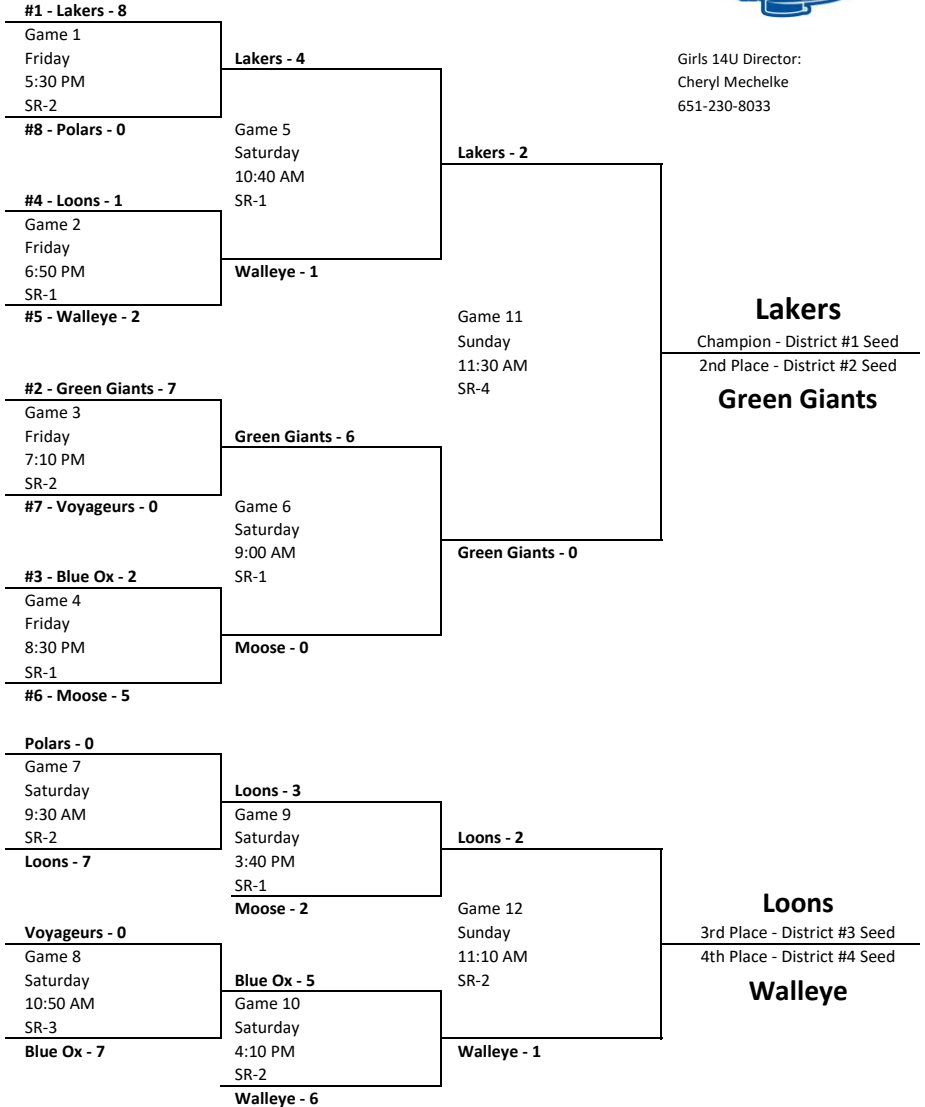 #1 - Lakers - 8
Game 1
Friday
5:30 PM
SR-2
#8 - Polars - 0
Lakers - 4
Girls 14U Director:
Cheryl Mechelke
651-230-8033
Game 5
Saturday
10:40 AM
SR-1
Lakers - 2
#4 - Loons - 1
Game 2
Friday
6:50 PM
SR-1
#5 - Walleye - 2
Walleye - 1
Game 11
Sunday
11:30 AM
SR-4
Lakers
Champion - District #1 Seed
2nd Place - District #2 Seed
Green Giants
#2 - Green Giants - 7
Game 3
Friday
7:10 PM
SR-2
#7 - Voyageurs - 0
Green Giants - 6
Game 6
Saturday
9:00 AM
SR-1
Green Giants - 0
#3 - Blue Ox - 2
Game 4
Friday
8:30 PM
SR-1
#6 - Moose - 5
Moose - 0
Polars - 0
Game 7
Saturday
9:30 AM
SR-2
Loons - 7
Loons - 3
Game 9
Saturday
3:40 PM
SR-1
Moose - 2
Loons - 2
Game 12
Sunday
11:10 AM
SR-2
Loons
3rd Place - District #3 Seed
4th Place - District #4 Seed
Walleye
Voyageurs - 0
Game 8
Saturday
10:50 AM
SR-3
Blue Ox - 7
Blue Ox - 5
Game 10
Saturday
4:10 PM
SR-2
Walleye - 6
Walleye - 1